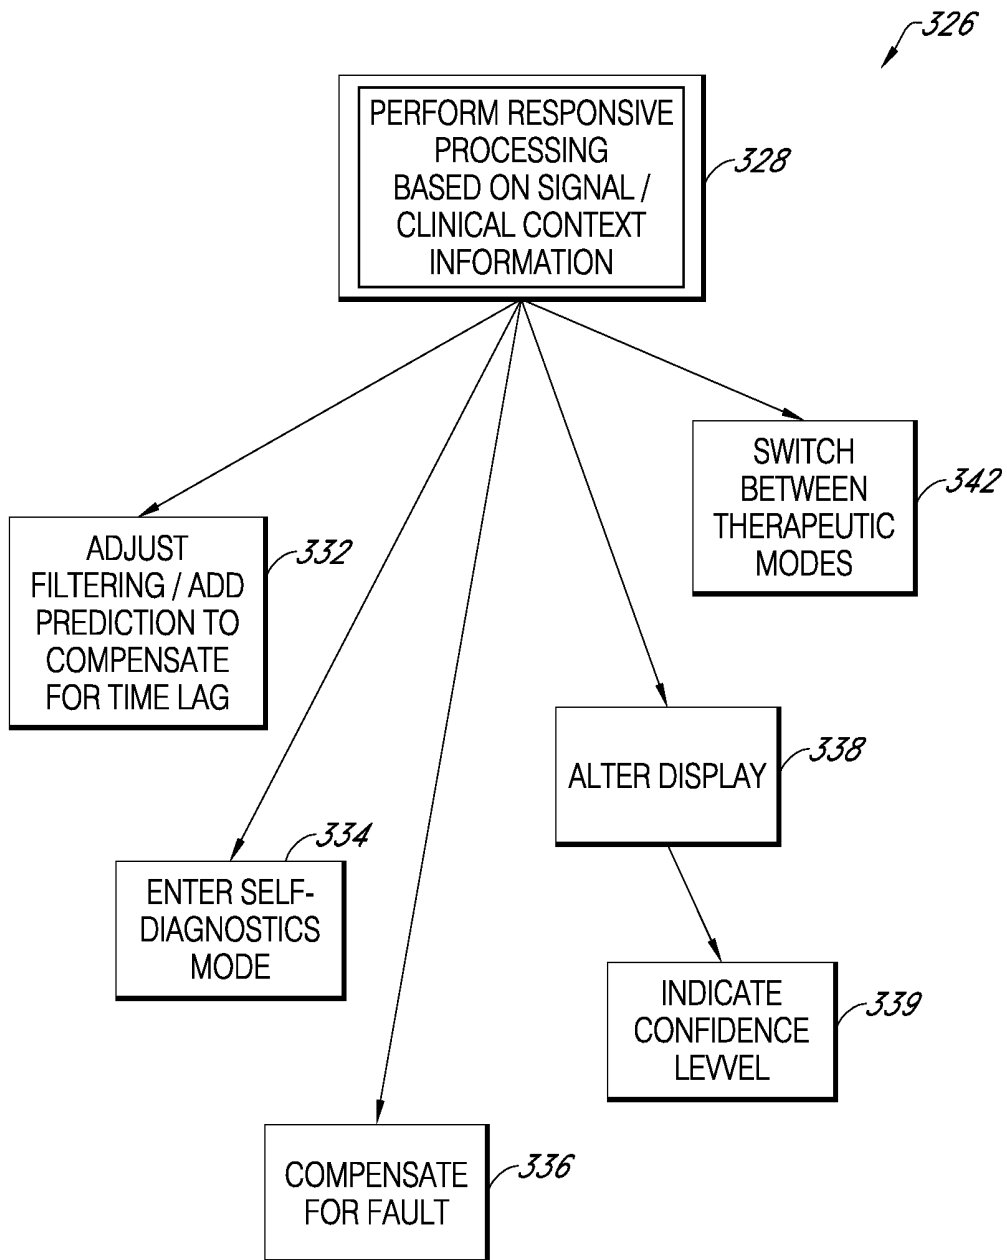 326
PERFORM RESPONSIVE
PROCESSING
BASED ON SIGNAL /
CLINICAL CONTEXT
INFORMATION
328
SWITCH
BETWEEN
THERAPEUTIC
MODES
342
ADJUST
FILTERING / ADD
PREDICTION TO
COMPENSATE
FOR TIME LAG
332
ALTER DISPLAY
338
334
ENTER SELF-
DIAGNOSTICS
MODE
INDICATE
CONFIDENCE
LEVVEL
339
COMPENSATE
FOR FAULT
336